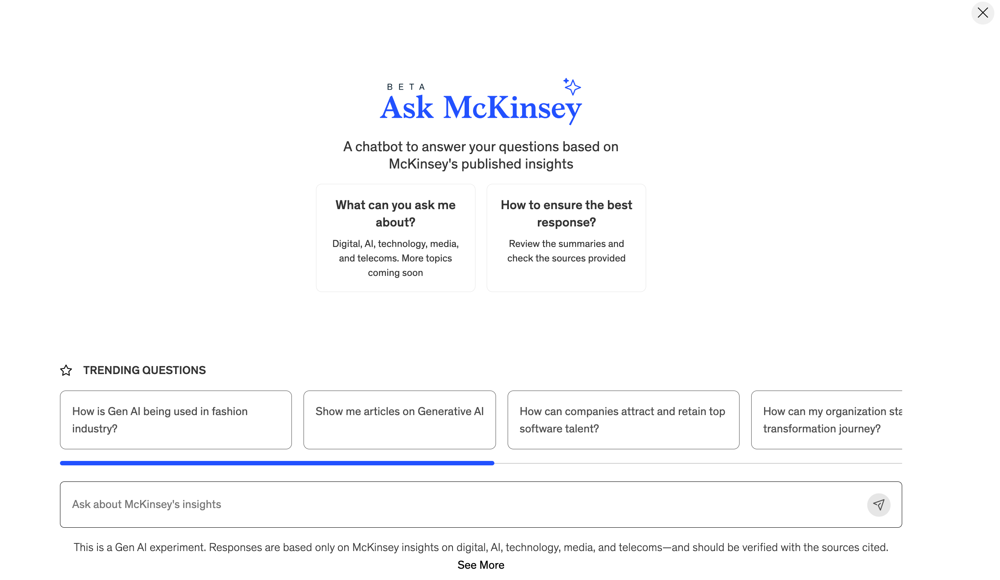 BETA
Ask McKinsey
A chatbot to answer your questions based on
McKinsey's published insights
What can you ask me
about?
Digital, AI, technology, media,
and telecoms. More topics
coming soon
How to ensure the best
response?
Review the summaries and
check the sources provided
TRENDING QUESTIONS
How is Gen AI being used in fashion
industry?
Show me articles on Generative AI
How can companies attract and retain top
software talent?
How can my organization sta
transformation journey?
Ask about McKinsey's insights
This is a Gen AI experiment. Responses are based only on McKinsey insights on digital, AI, technology, media, and telecoms—and should be verified with the sources cited.
See More